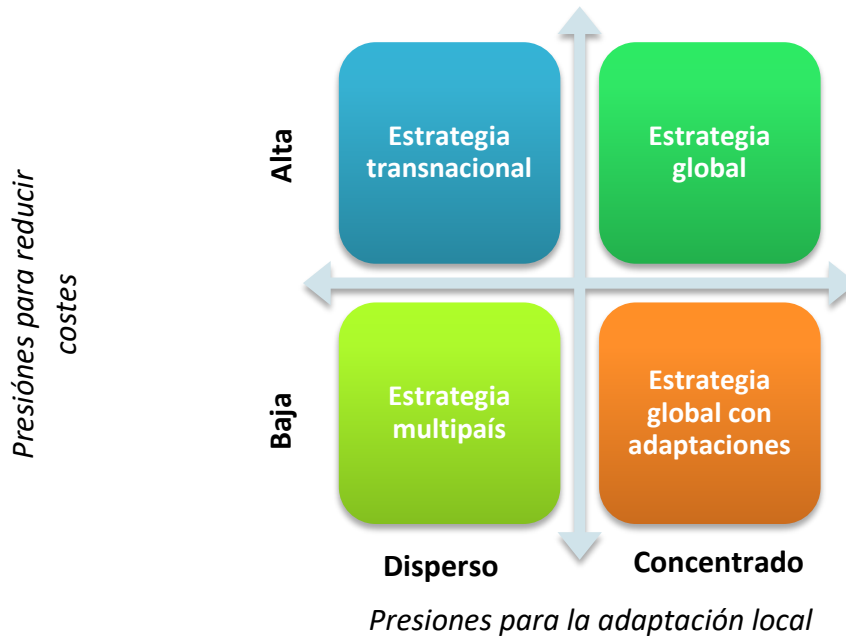 Presiónes para reducir
costes
Alta
Estrategia
transnacional
Estrategia
global
Baja
Estrategia
multipaís
Estrategia
global con
adaptaciones
Disperso
Concentrado
Presiones para la adaptación local